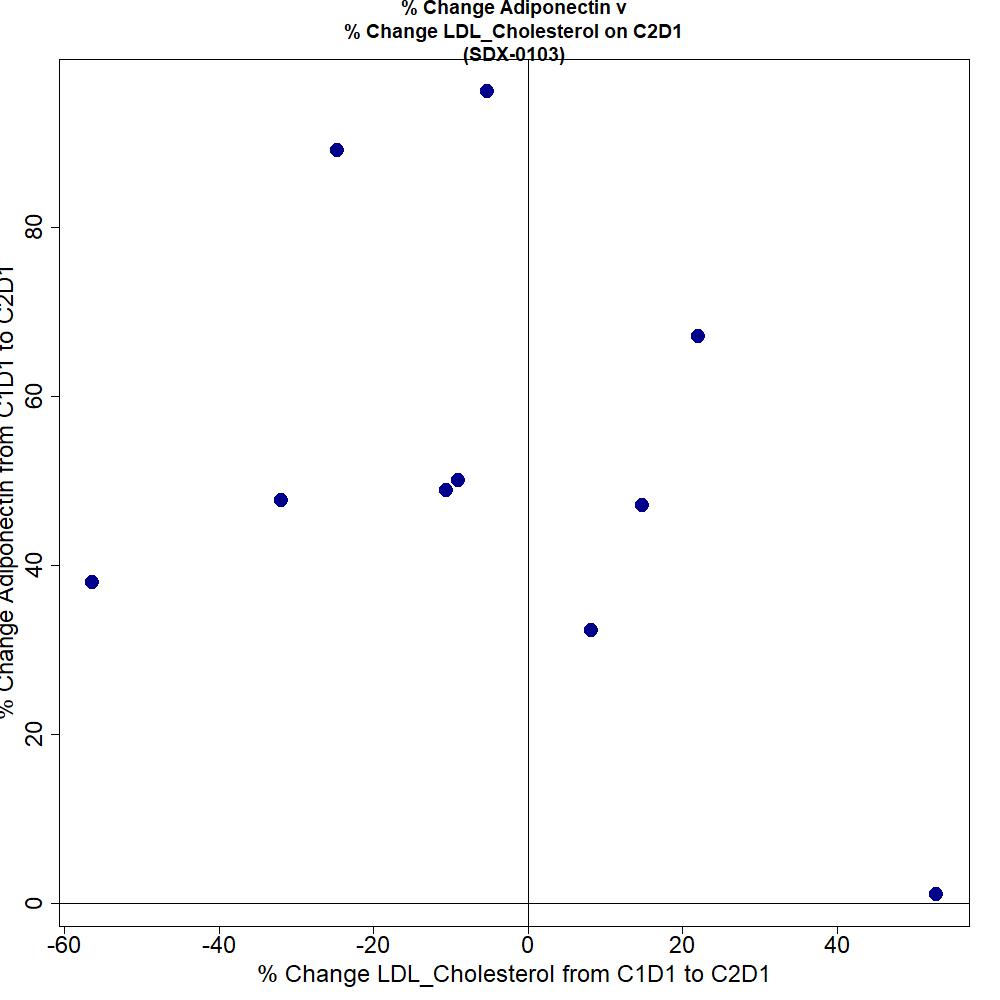 % Change Adiponectin v
% Change LDL_Cholesterol on C2D1
(SDX-0103)
% Change Adiponectin from C1D1 to C2D1
80
60
40
20
0
-60 -40 -20 0 20 40
% Change LDL_Cholesterol from C1D1 to C2D1